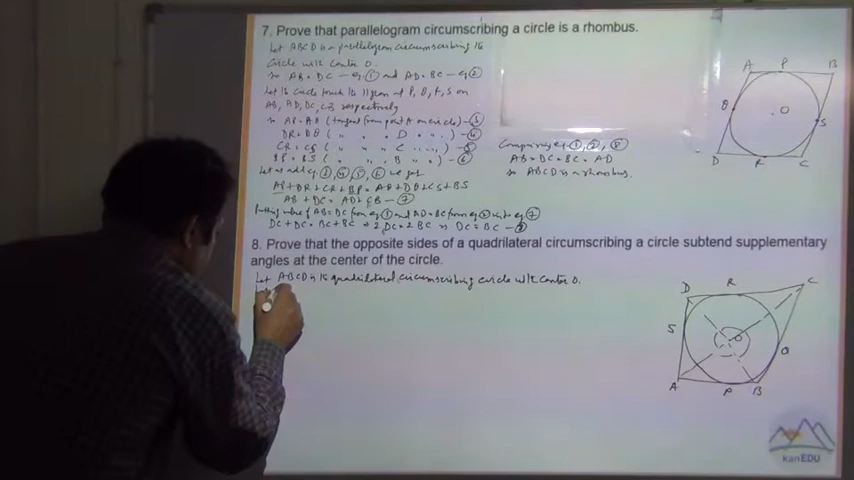 7. Prove that parallelogram circumscribing a circle is a rhombus.
Let ABCD is a parallelogram circumscribing the
circle with center O.
so AB = DC — eq ① and AD = BC — eq ②
Let the circle touch the llgram at P, Q, R, S on
AB, AD, DC, CB respectively
so AP = AQ (tangent from point A on circle) — ③
DR = DQ ( " " " D " " ) — ④
CR = CS ( " " " C " " ) — ⑤
BP = BS ( " " " B " " ) — ⑥
Let us add eq ③, ④, ⑤, ⑥ we get
AP + DR + CR + BP = AQ + DQ + CS + BS
AB + DC = AD + CB — ⑦
Putting value of AB = DC from eq ① and AD = BC from eq ② into eq ⑦
DC + DC = BC + BC ⇒ 2 DC = 2 BC ⇒ DC = BC — ⑧
Comparing eq ①, ②, ⑧
AB = DC = BC = AD
so ABCD is a rhombus.
A P B
Q O S
D R C
8. Prove that the opposite sides of a quadrilateral circumscribing a circle subtend supplementary
angles at the center of the circle.
Let ABCD is the quadrilateral circumscribing circle with center O.
D R C
S O Q
A P B
kanEDU